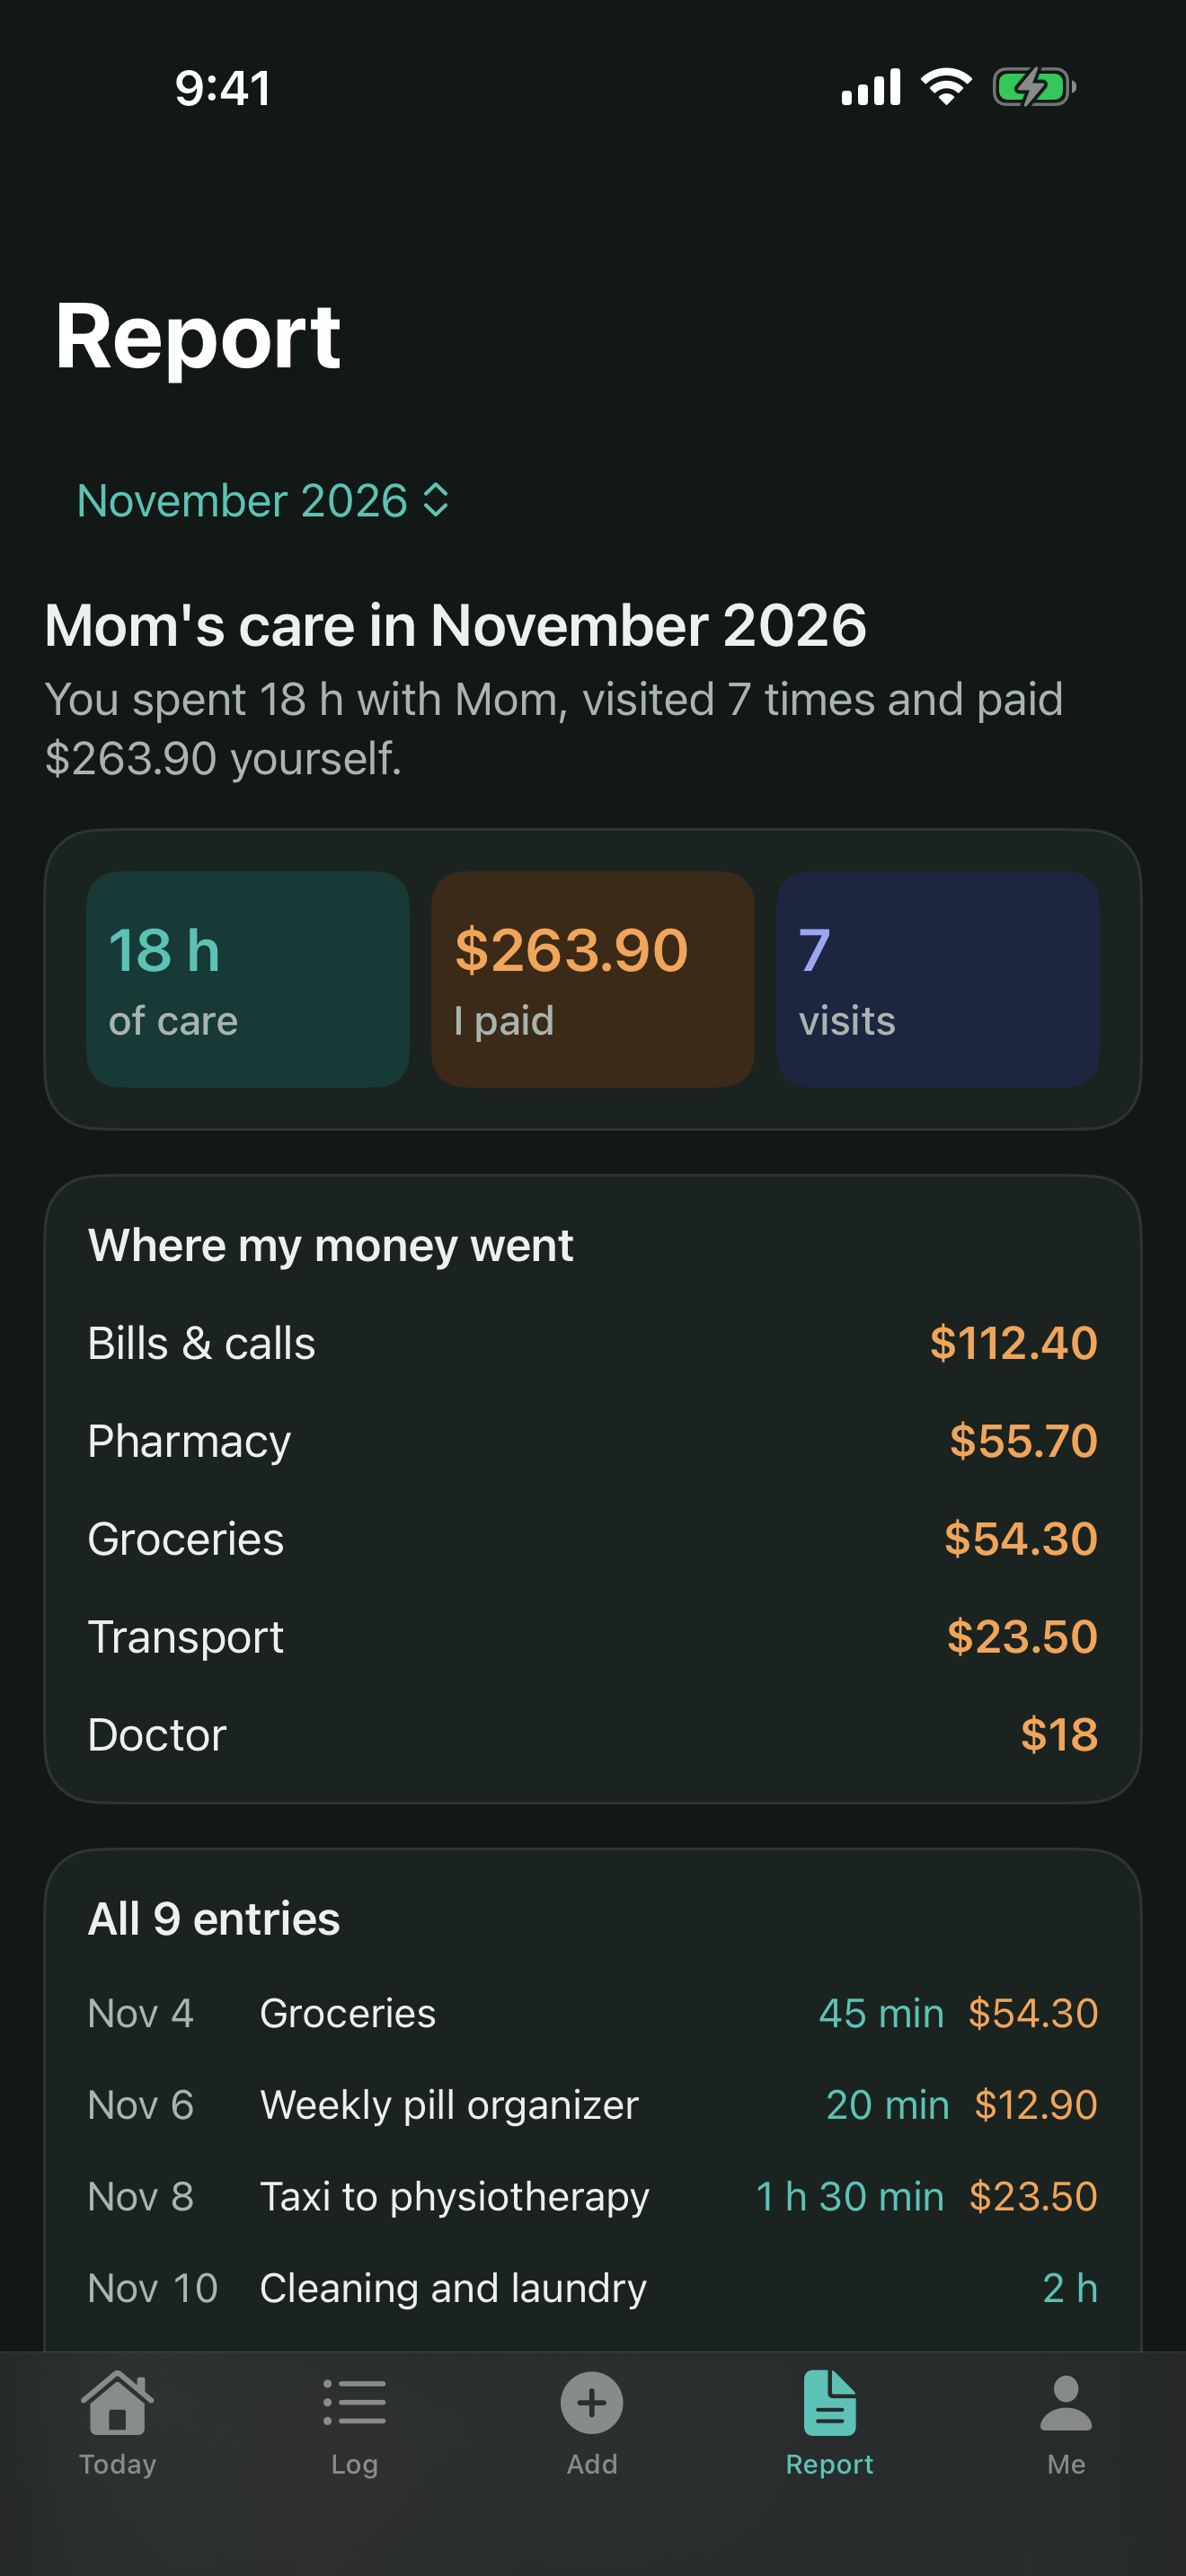 9:41
Report
November 2026
Mom's care in November 2026
You spent 18 h with Mom, visited 7 times and paid
$263.90 yourself.
18 h
of care
$263.90
I paid
7
visits
Where my money went
Bills & calls $112.40
Pharmacy $55.70
Groceries $54.30
Transport $23.50
Doctor $18
All 9 entries
Nov 4 Groceries 45 min $54.30
Nov 6 Weekly pill organizer 20 min $12.90
Nov 8 Taxi to physiotherapy 1 h 30 min $23.50
Nov 10 Cleaning and laundry 2 h
Today Log Add Report Me